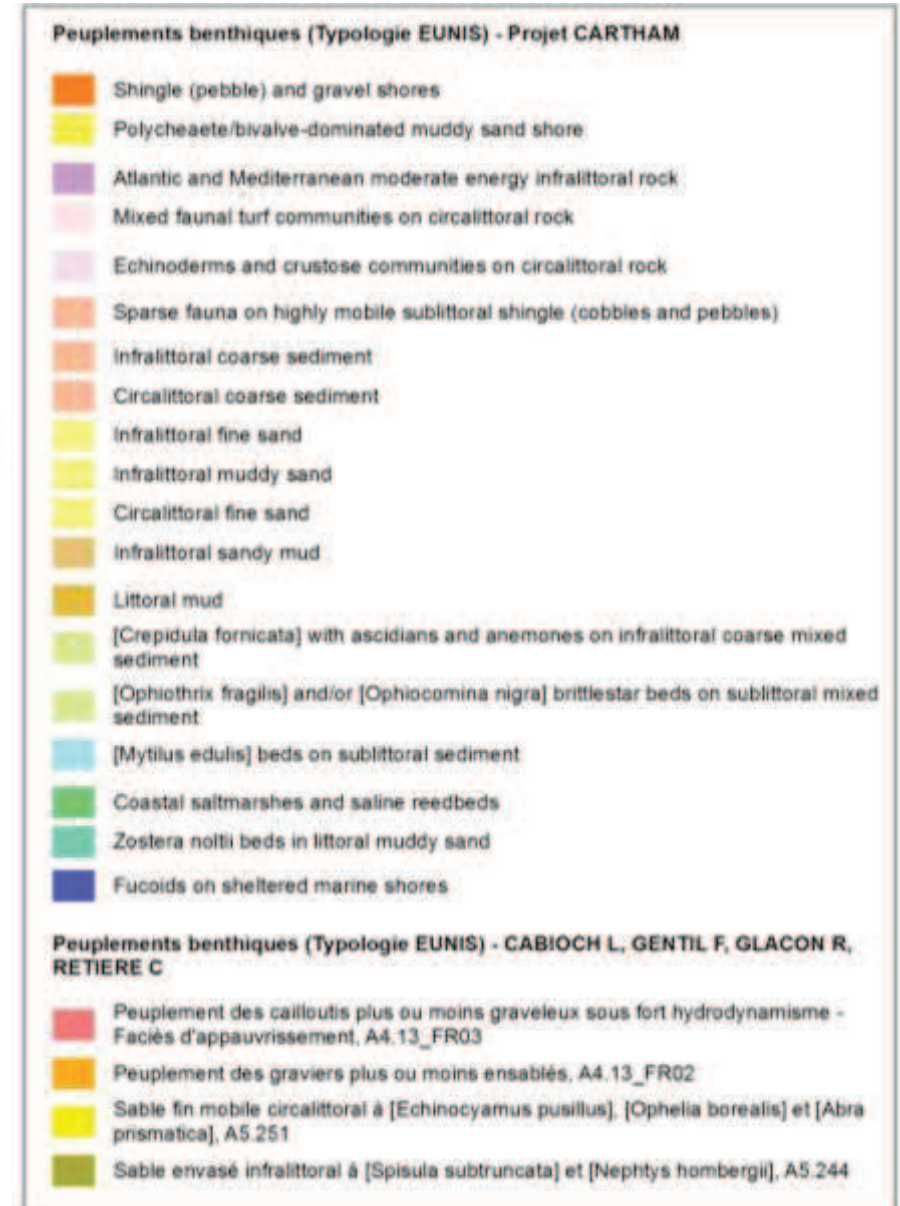 Peuplements benthiques (Typologie EUNIS) - Projet CARTHAM
Shingle (pebble) and gravel shores
Polycheaete/bivalve-dominated muddy sand shore
Atlantic and Mediterranean moderate energy infralittoral rock
Mixed faunal turf communities on circalittoral rock
Echinoderms and crustose communities on circalittoral rock
Sparse fauna on highly mobile sublittoral shingle (cobbles and pebbles)
Infralittoral coarse sediment
Circalittoral coarse sediment
Infralittoral fine sand
Infralittoral muddy sand
Circalittoral fine sand
Infralittoral sandy mud
Littoral mud
[Crepidula fornicata] with ascidians and anemones on infralittoral coarse mixed
sediment
[Ophiothrix fragilis] and/or [Ophiocomina nigra] brittlestar beds on sublittoral mixed
sediment
[Mytilus edulis] beds on sublittoral sediment
Coastal saltmarshes and saline reedbeds
Zostera noltii beds in littoral muddy sand
Fucoids on sheltered marine shores
Peuplements benthiques (Typologie EUNIS) - CABIOCH L, GENTIL F, GLACON R,
RETIERE C
Peuplement des cailloutis plus ou moins graveleux sous fort hydrodynamisme -
Faciès d'appauvrissement, A4.13_FR03
Peuplement des graviers plus ou moins ensablés, A4.13_FR02
Sable fin mobile circalittoral à [Echinocyamus pusillus], [Ophelia borealis] et [Abra
prismatica], A5.251
Sable envasé infralittoral à [Spisula subtruncata] et [Nephtys hombergii], A5.244